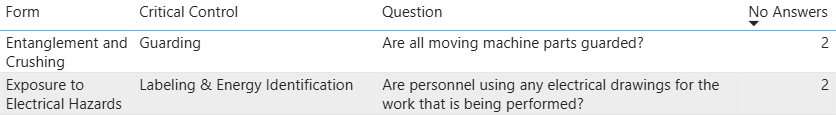 Form Critical Control Question No Answers
Entanglement and Guarding Are all moving machine parts guarded? 2
Crushing
Exposure to Labeling & Energy Identification Are personnel using any electrical drawings for the 2
Electrical Hazards work that is being performed?